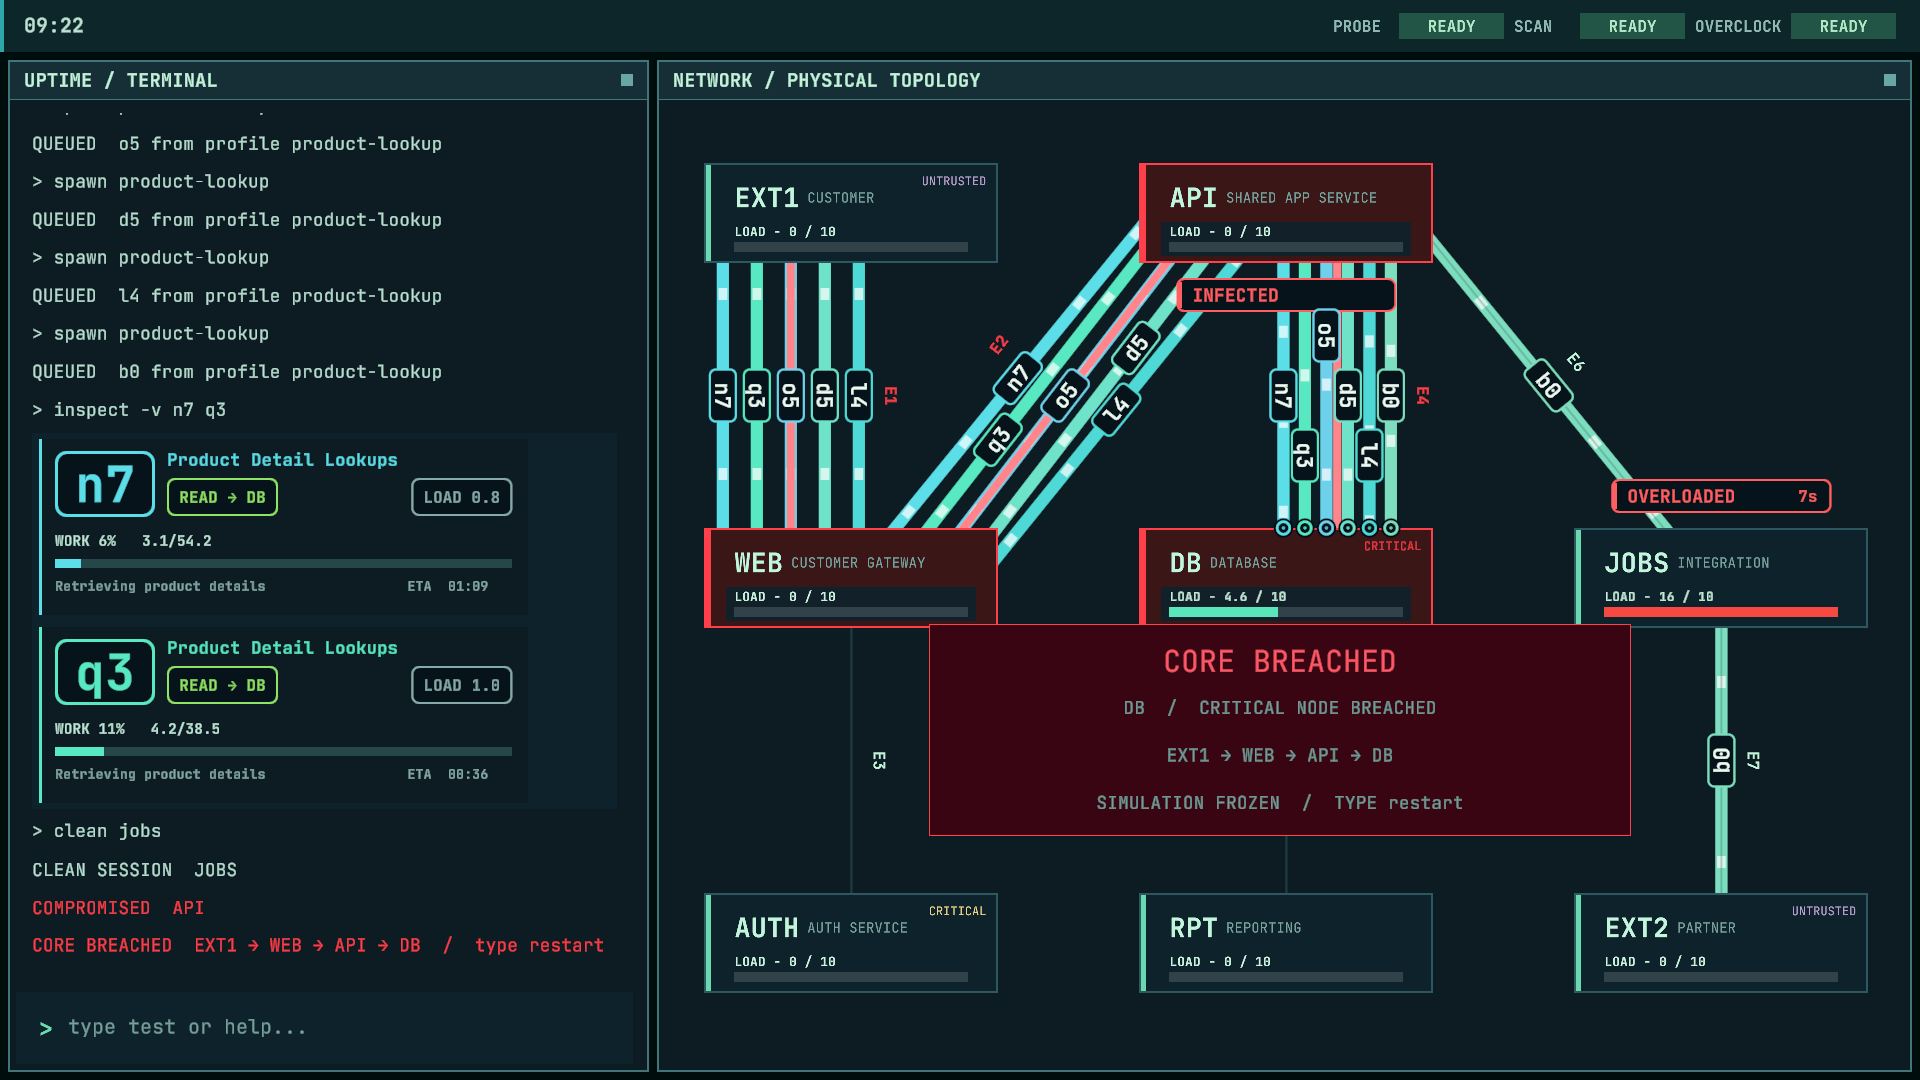 09:22
PROBE READY SCAN READY OVERCLOCK READY
UPTIME / TERMINAL
QUEUED o5 from profile product-lookup
> spawn product-lookup
QUEUED d5 from profile product-lookup
> spawn product-lookup
QUEUED l4 from profile product-lookup
> spawn product-lookup
QUEUED b0 from profile product-lookup
> inspect -v n7 q3
n7
Product Detail Lookups
READ → DB
LOAD 0.8
WORK 6% 3.1/54.2
Retrieving product details
ETA 01:09
q3
Product Detail Lookups
READ → DB
LOAD 1.0
WORK 11% 4.2/38.5
Retrieving product details
ETA 00:36
> clean jobs
CLEAN SESSION JOBS
COMPROMISED API
CORE BREACHED EXT1 → WEB → API → DB / type restart
> type test or help...
NETWORK / PHYSICAL TOPOLOGY
UNTRUSTED
EXT1 CUSTOMER
LOAD - 0 / 10
API SHARED APP SERVICE
LOAD - 0 / 10
INFECTED
n7
q3
o5
d5
l4
E1
E2
n7
q3
o5
d5
l4
n7
q3
o5
d5
l4
b0
E4
b0
E6
OVERLOADED 7s
WEB CUSTOMER GATEWAY
LOAD - 0 / 10
CRITICAL
DB DATABASE
LOAD - 4.6 / 10
JOBS INTEGRATION
LOAD - 16 / 10
CORE BREACHED
DB / CRITICAL NODE BREACHED
EXT1 → WEB → API → DB
SIMULATION FROZEN / TYPE restart
E3
b0
E7
CRITICAL
AUTH AUTH SERVICE
LOAD - 0 / 10
RPT REPORTING
LOAD - 0 / 10
UNTRUSTED
EXT2 PARTNER
LOAD - 0 / 10